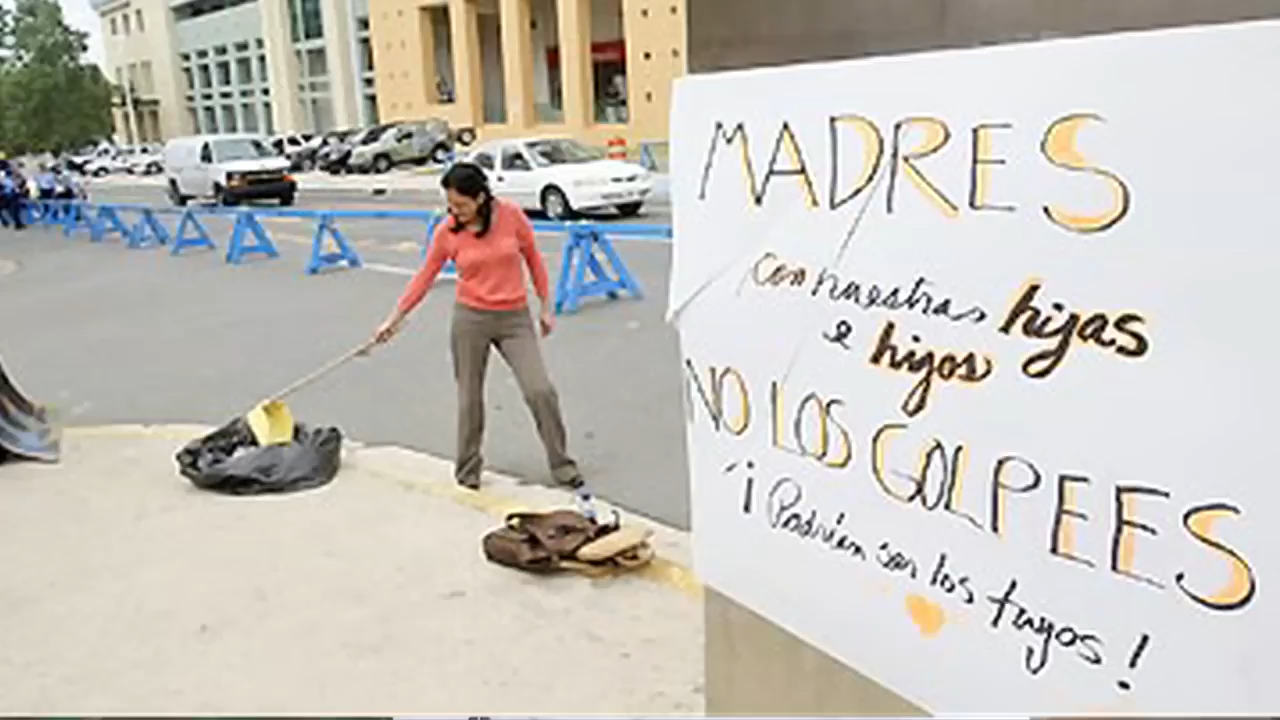 MADRES
con nuestras hijas
e hijos
NO LOS GOLPEES
¡Podrían ser los tuyos!